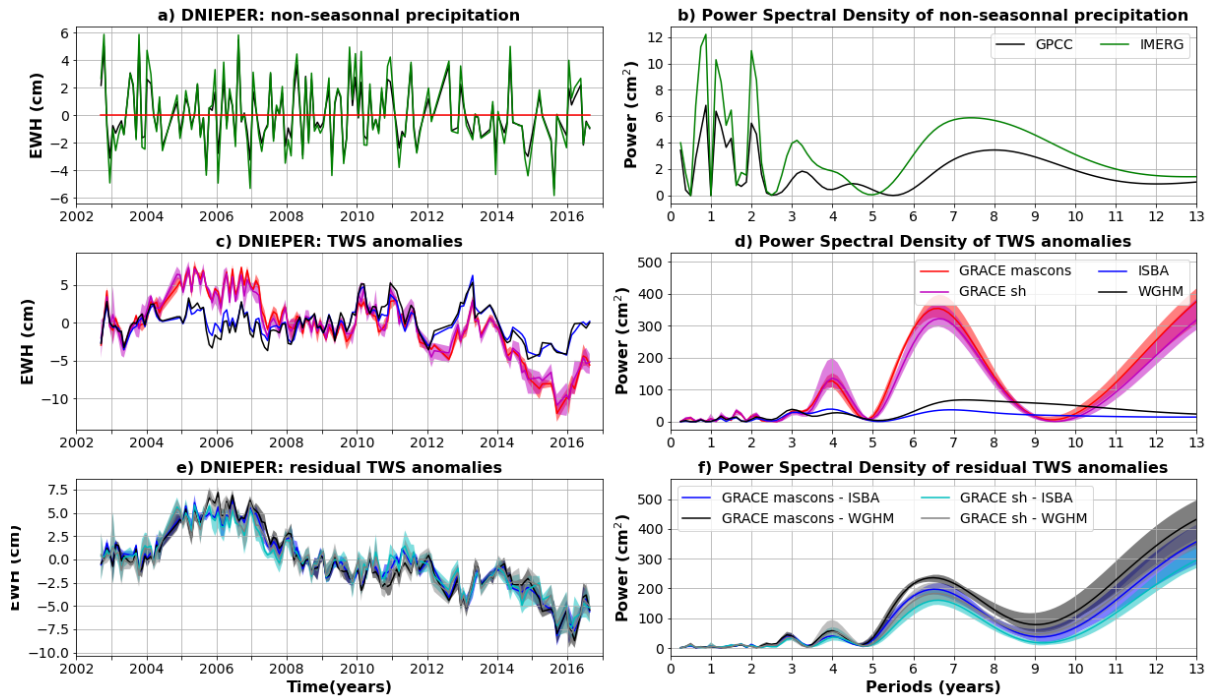 a) DNIEPER: non-seasonnal precipitation
EWH (cm)
6
4
2
0
−2
−4
−6
2002 2004 2006 2008 2010 2012 2014 2016
b) Power Spectral Density of non-seasonnal precipitation
Power (cm²)
12
10
8
6
4
2
0
GPCC IMERG
0 1 2 3 4 5 6 7 8 9 10 11 12 13
c) DNIEPER: TWS anomalies
EWH (cm)
5
0
−5
−10
2002 2004 2006 2008 2010 2012 2014 2016
d) Power Spectral Density of TWS anomalies
Power (cm²)
500
400
300
200
100
0
GRACE mascons ISBA
GRACE sh WGHM
0 1 2 3 4 5 6 7 8 9 10 11 12 13
e) DNIEPER: residual TWS anomalies
EWH (cm)
7.5
5.0
2.5
0.0
−2.5
−5.0
−7.5
−10.0
2002 2004 2006 2008 2010 2012 2014 2016
Time(years)
f) Power Spectral Density of residual TWS anomalies
Power (cm²)
500
400
300
200
100
0
GRACE mascons - ISBA GRACE sh - ISBA
GRACE mascons - WGHM GRACE sh - WGHM
0 1 2 3 4 5 6 7 8 9 10 11 12 13
Periods (years)